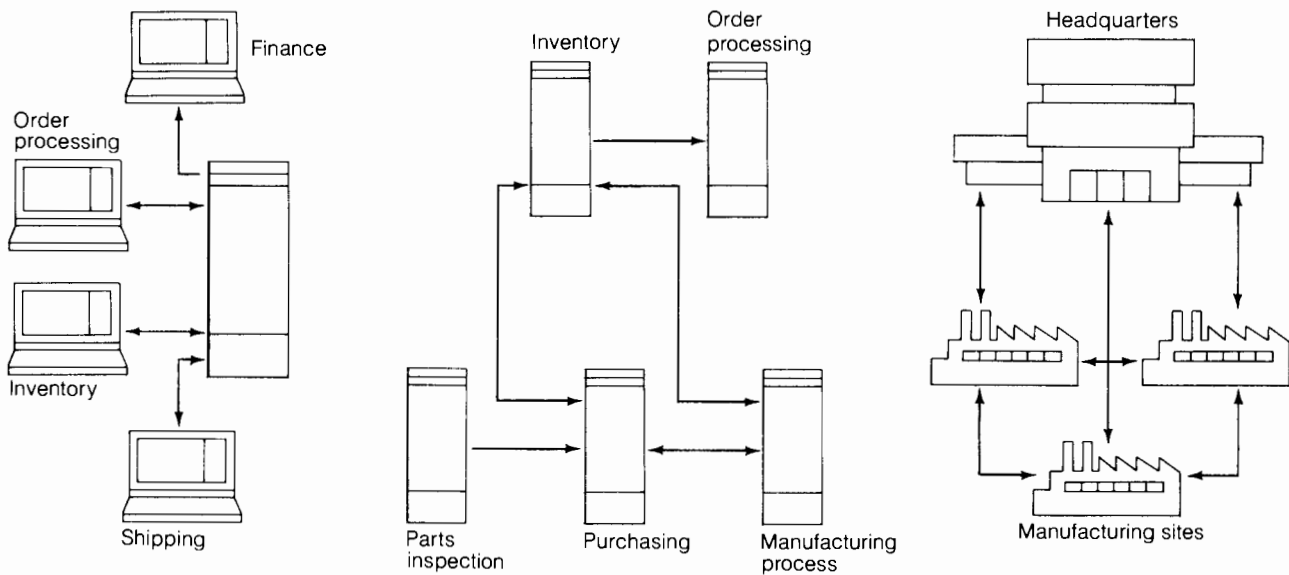 Finance
Order
processing
Inventory
Shipping
Inventory
Order
processing
Parts
inspection
Purchasing
Manufacturing
process
Headquarters
Manufacturing sites